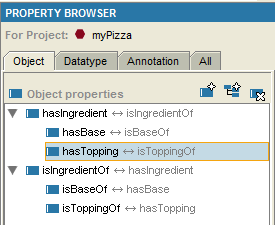 PROPERTY BROWSER
For Project: myPizza
Object Datatype Annotation All
Object properties
hasIngredient ↔ isIngredientOf
hasBase ↔ isBaseOf
hasTopping ↔ isToppingOf
isIngredientOf ↔ hasIngredient
isBaseOf ↔ hasBase
isToppingOf ↔ hasTopping